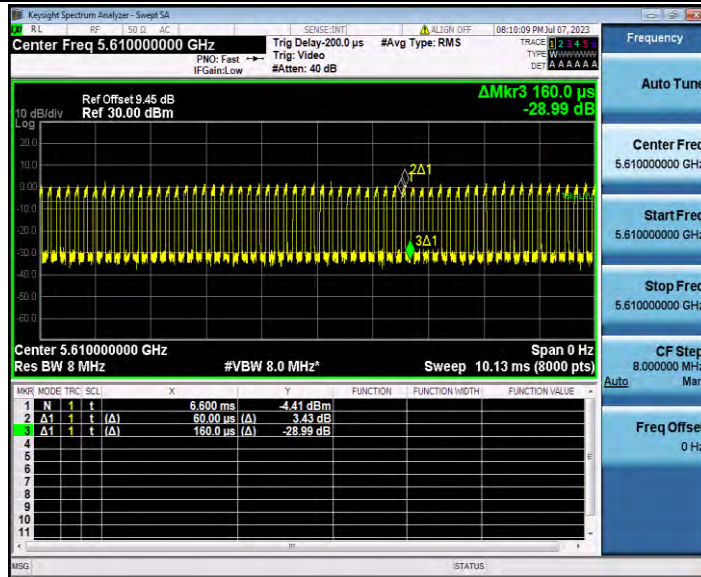 Keysight Spectrum Analyzer - Swept SA
RL RF 50 Ω AC SENSE:INT ALIGN OFF 08:10:09 PM Jul 07, 2023
Center Freq 5.610000000 GHz
PNO: Fast
IFGain:Low
Trig Delay-200.0 µs
Trig: Video
#Atten: 40 dB
#Avg Type: RMS
TRACE 1 2 3 4 5 6
TYPE W
DET A A A A A A
ΔMkr3 160.0 µs
-28.99 dB
Ref Offset 9.45 dB
10 dB/div Ref 30.00 dBm
Log
20.0
10.0
0.00
-10.0
-20.0
-30.0
-40.0
-50.0
-60.0
2Δ1
3Δ1
Center 5.610000000 GHz Span 0 Hz
Res BW 8 MHz #VBW 8.0 MHz* Sweep 10.13 ms (8000 pts)
MKR MODE TRC SCL X Y FUNCTION FUNCTION WIDTH FUNCTION VALUE
1 N 1 t 6.600 ms -4.41 dBm
2 Δ1 1 t (Δ) 60.00 µs (Δ) 3.43 dB
3 Δ1 1 t (Δ) 160.0 µs (Δ) -28.99 dB
4
5
6
7
8
9
10
11
MSG STATUS
Frequency
Auto Tune
Center Freq
5.610000000 GHz
Start Freq
5.610000000 GHz
Stop Freq
5.610000000 GHz
CF Step
8.000000 MHz
Auto Man
Freq Offset
0 Hz